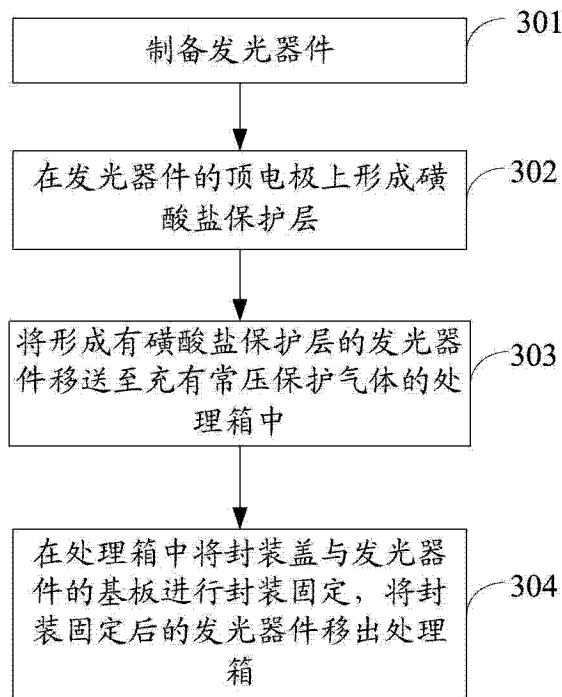 制备发光器件
301
在发光器件的顶电极上形成磺
酸盐保护层
302
将形成有磺酸盐保护层的发光器
件移送至充有常压保护气体的处
理箱中
303
在处理箱中将封装盖与发光器
件的基板进行封装固定，将封
装固定后的发光器件移出处理
箱
304